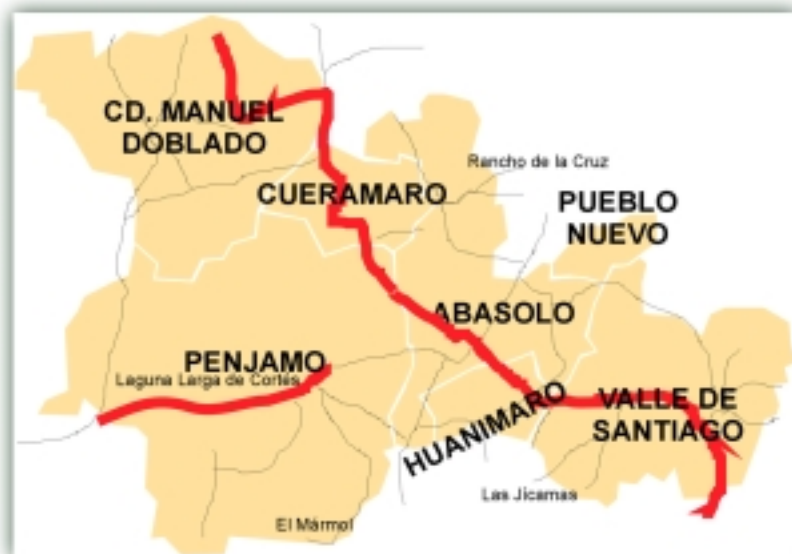 CD. MANUEL
DOBLADO
Rancho de la Cruz
CUERAMARO
PUEBLO
NUEVO
ABASOLO
PENJAMO
Laguna Larga de Cortés
HUANIMARO
VALLE DE
SANTIAGO
Las Jícamas
El Mármol